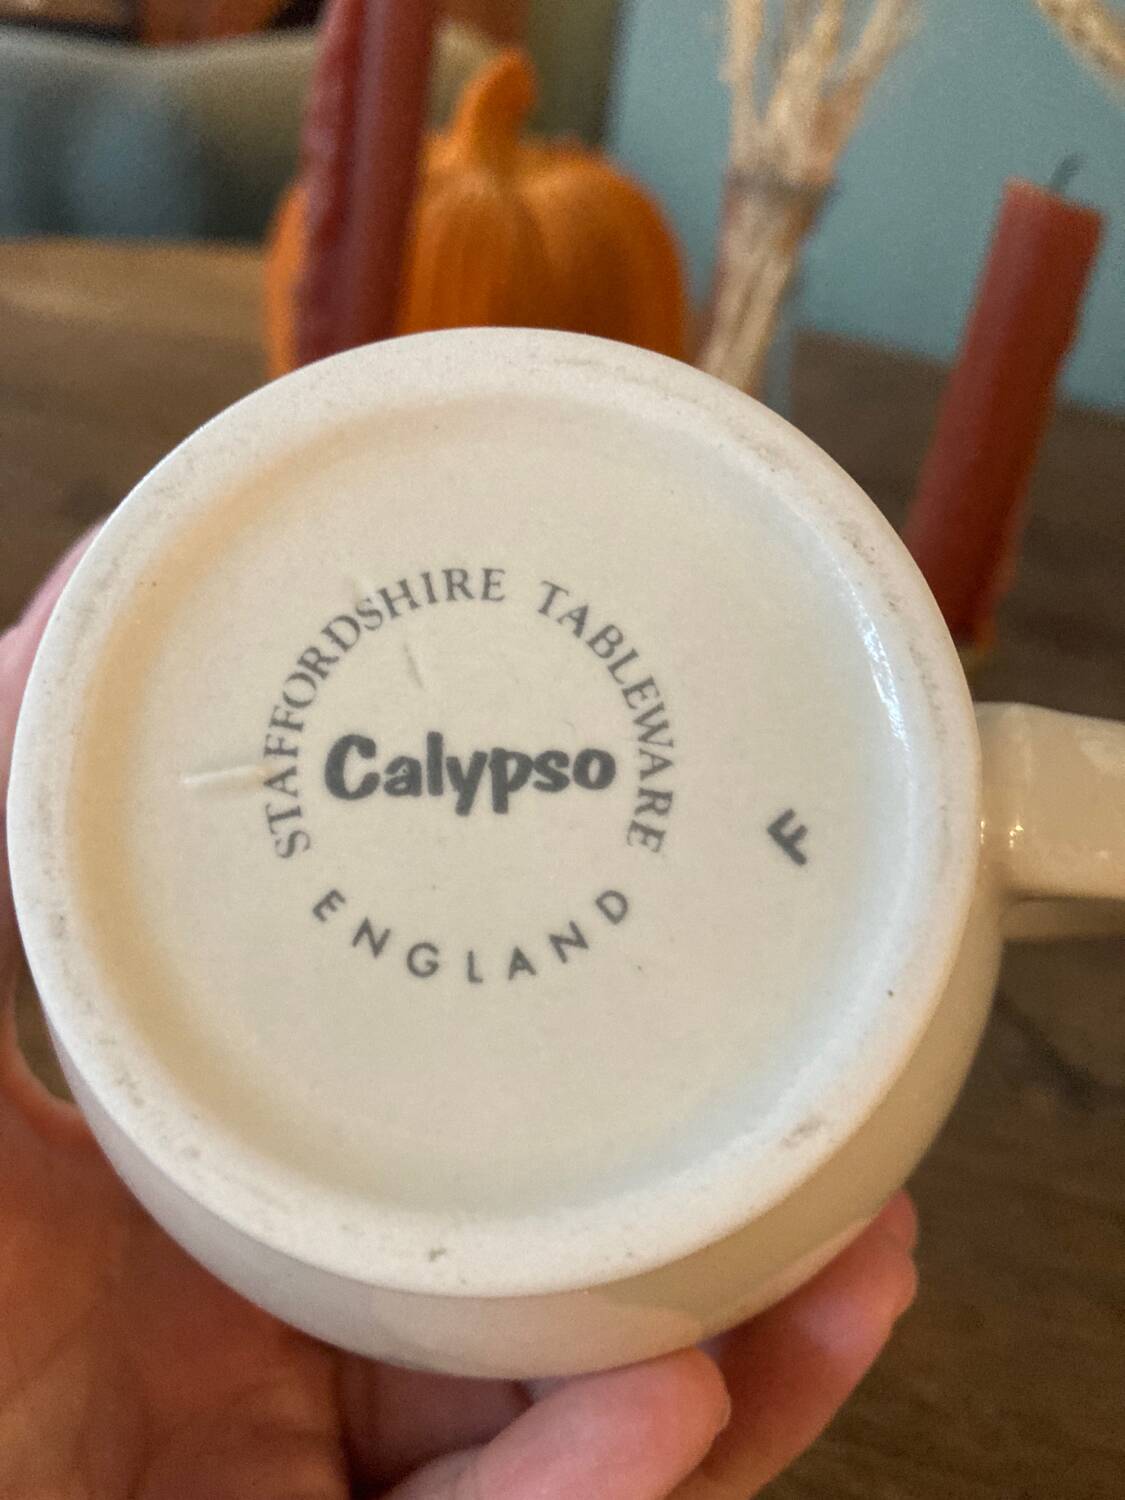 STAFFORDSHIRE TABLEWARE
Calypso
ENGLAND
F